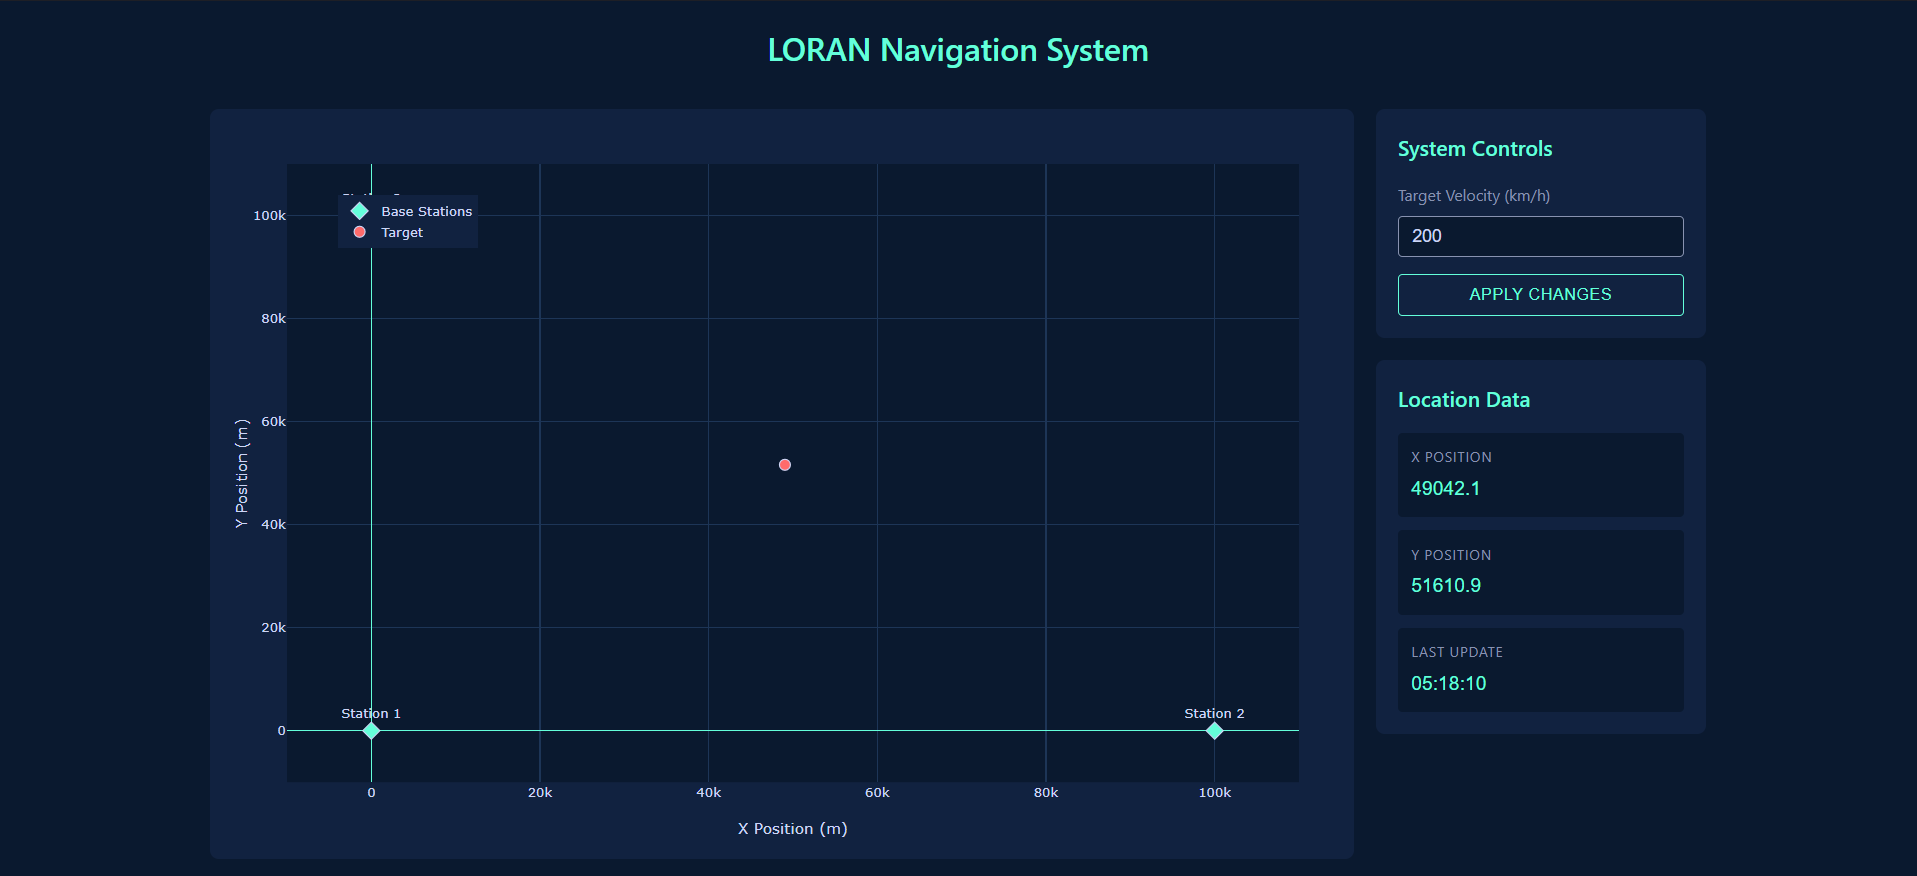 LORAN Navigation System
Base Stations
Target
100k
80k
60k
40k
20k
0
Y Position (m)
Station 1
Station 2
0
20k
40k
60k
80k
100k
X Position (m)
System Controls
Target Velocity (km/h)
200
APPLY CHANGES
Location Data
X POSITION
49042.1
Y POSITION
51610.9
LAST UPDATE
05:18:10